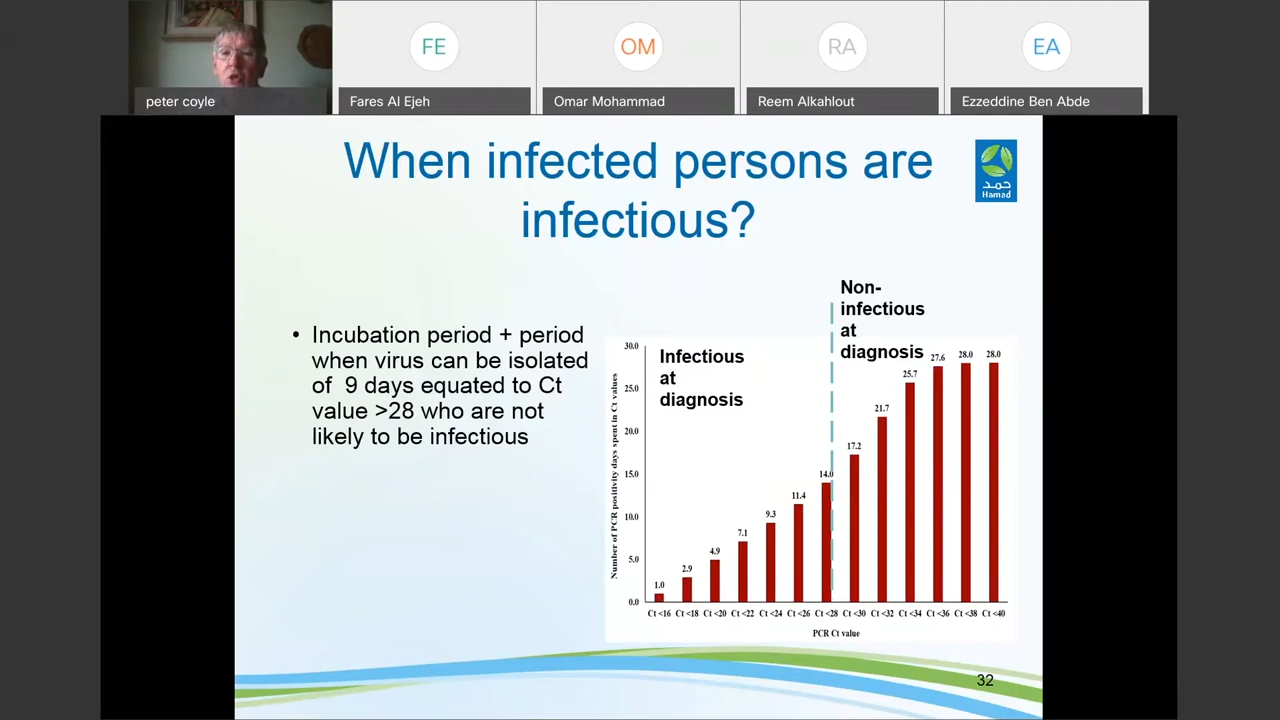 FE
OM
RA
EA
peter coyle
Fares Al Ejeh
Omar Mohammad
Reem Alkahlout
Ezzeddine Ben Abde
When infected persons are
infectious?
حمد
Hamad
• Incubation period + period
when virus can be isolated
of 9 days equated to Ct
value >28 who are not
likely to be infectious
Infectious
at
diagnosis
Non-
infectious
at
diagnosis
Number of PCR positivity days spent in Ct values
30.0
25.0
20.0
15.0
10.0
5.0
0.0
1.0
2.9
4.9
7.1
9.3
11.4
14.0
17.2
21.7
25.7
27.6
28.0
28.0
Ct <16 Ct <18 Ct <20 Ct <22 Ct <24 Ct <26 Ct <28 Ct <30 Ct <32 Ct <34 Ct <36 Ct <38 Ct <40
PCR Ct value
32